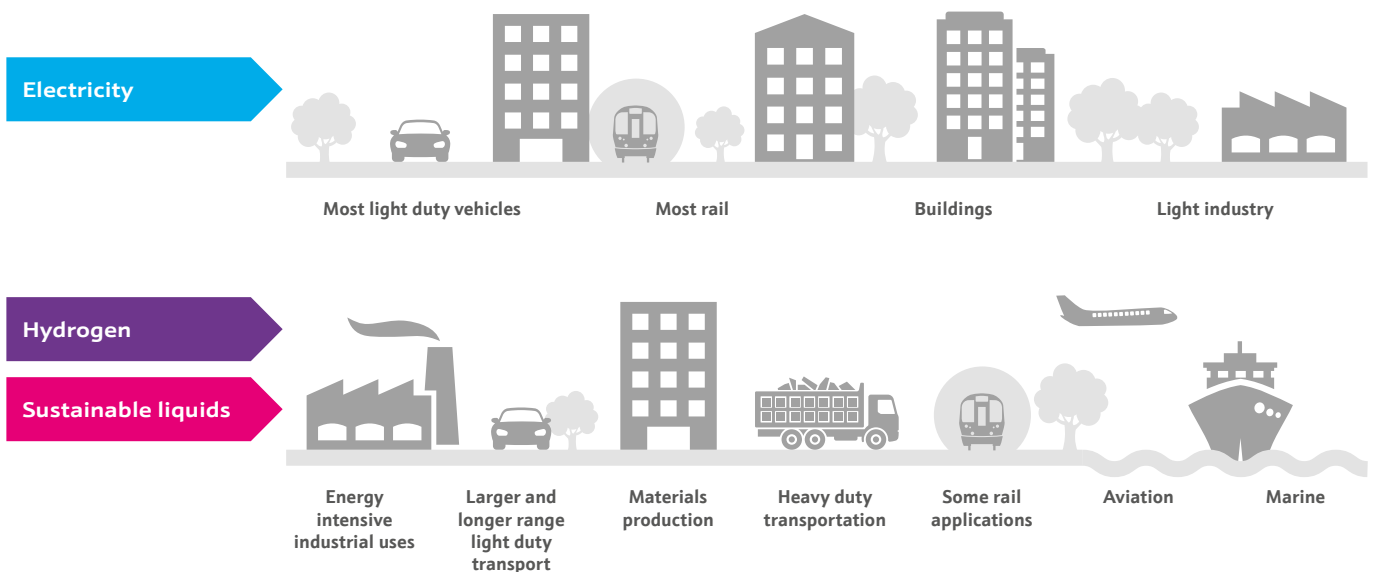 Electricity
Most light duty vehicles
Most rail
Buildings
Light industry
Hydrogen
Sustainable liquids
Energy
intensive
industrial uses
Larger and
longer range
light duty
transport
Materials
production
Heavy duty
transportation
Some rail
applications
Aviation
Marine